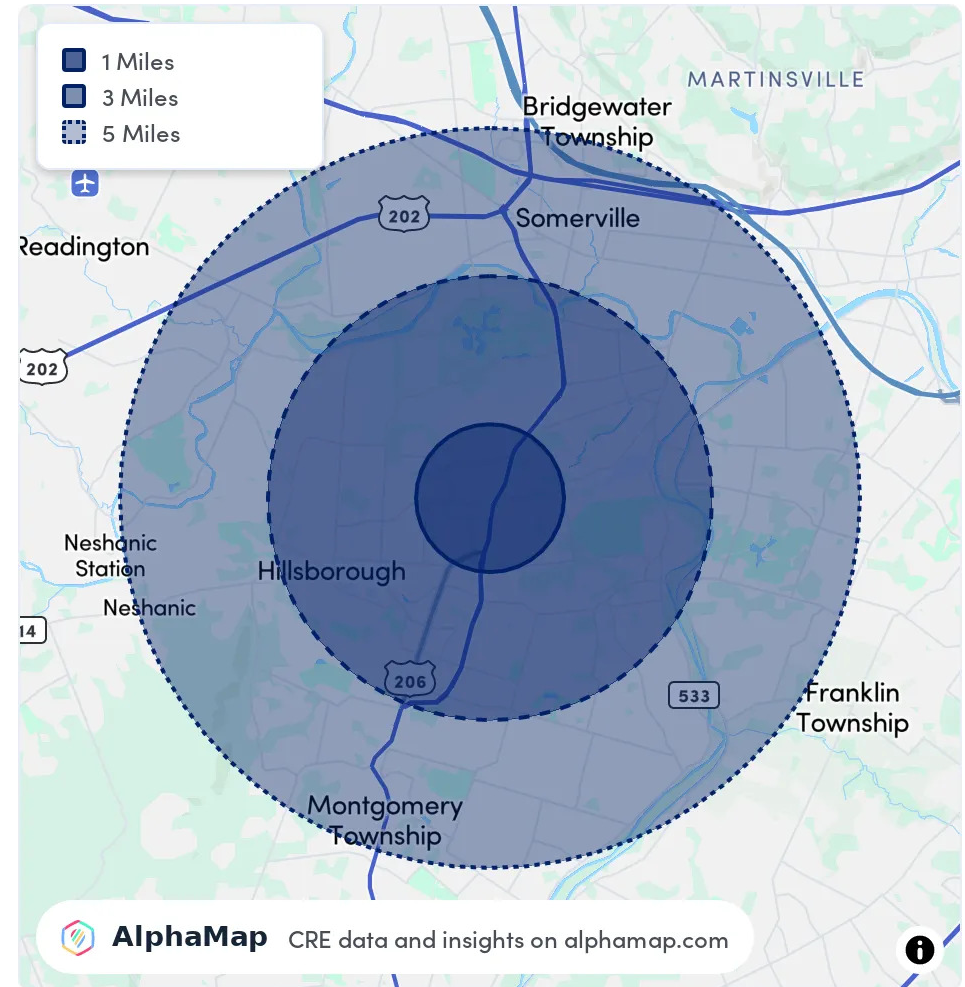 1 Miles
3 Miles
5 Miles
MARTINSVILLE
Bridgewater
Township
202
Somerville
Readington
202
Neshanic
Station
Hillsborough
Neshanic
14
206
533
Franklin
Township
Montgomery
Township
AlphaMap CRE data and insights on alphamap.com